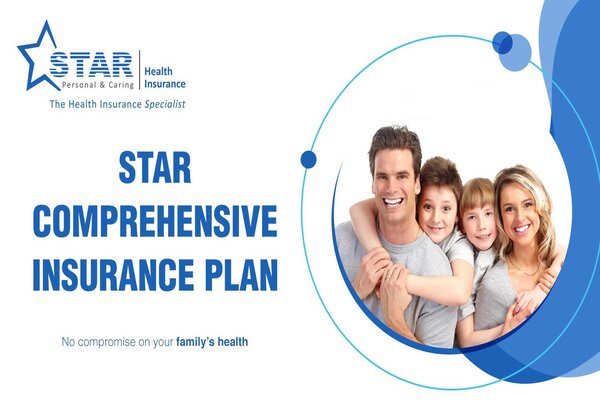 STAR
Personal & Caring
Health
Insurance
The Health Insurance Specialist
STAR
COMPREHENSIVE
INSURANCE PLAN
No compromise on your family's health